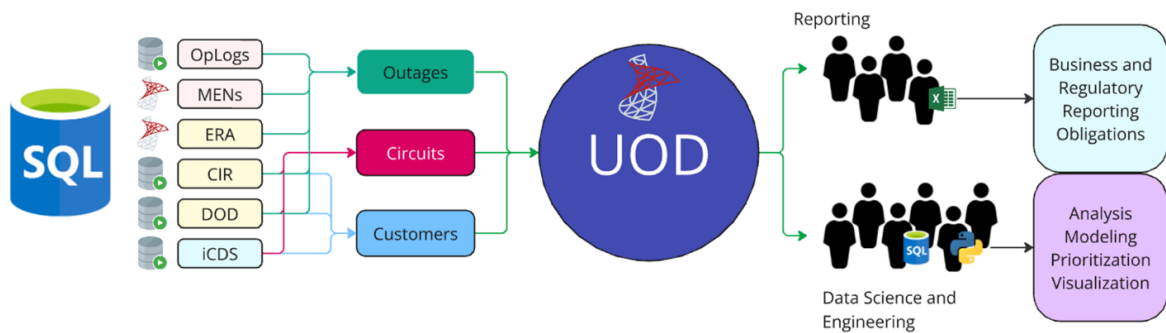 SQL
OpLogs
MENs
ERA
CIR
DOD
iCDS
Outages
Circuits
Customers
UOD
Reporting
X
Business and
Regulatory
Reporting
Obligations
SQL
Data Science and
Engineering
Analysis
Modeling
Prioritization
Visualization